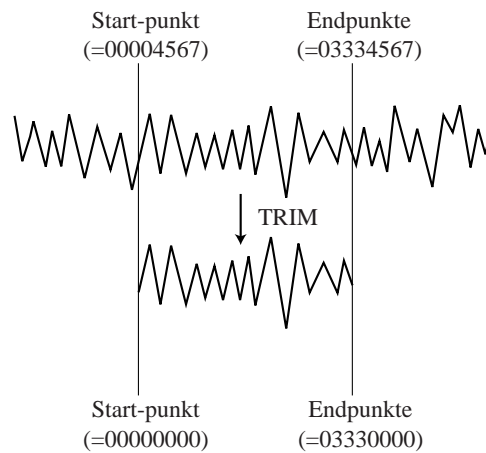 Start-punkt
(=00004567)
Endpunkte
(=03334567)
TRIM
Start-punkt
(=00000000)
Endpunkte
(=03330000)